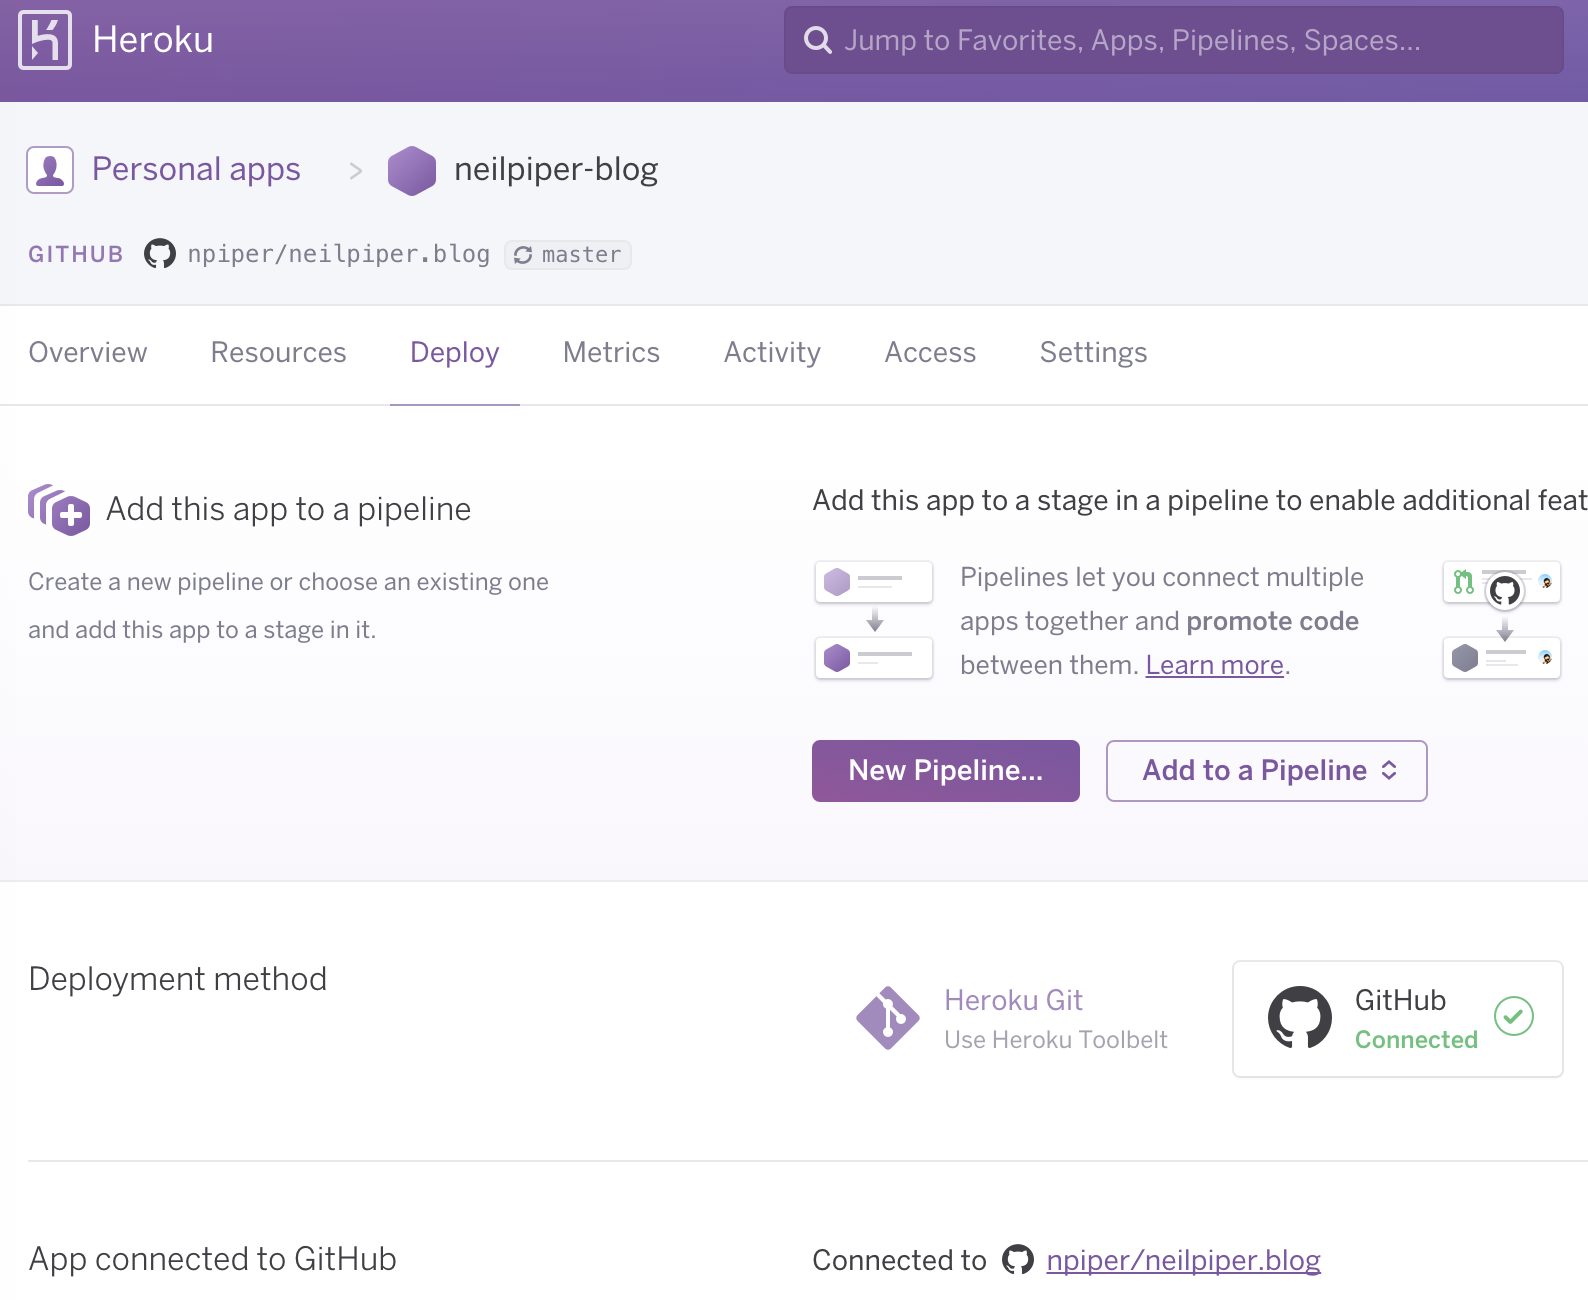 Heroku
Jump to Favorites, Apps, Pipelines, Spaces...
Personal apps > neilpiper-blog
GITHUB npiper/neilpiper.blog master
Overview Resources Deploy Metrics Activity Access Settings
Add this app to a pipeline
Create a new pipeline or choose an existing one
and add this app to a stage in it.
Add this app to a stage in a pipeline to enable additional feat
Pipelines let you connect multiple
apps together and promote code
between them. Learn more.
New Pipeline... Add to a Pipeline
Deployment method
Heroku Git
Use Heroku Toolbelt
GitHub
Connected
App connected to GitHub
Connected to npiper/neilpiper.blog